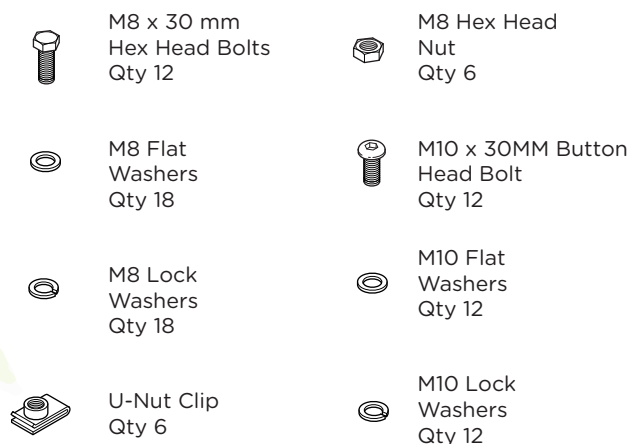 M8 x 30 mm
Hex Head Bolts
Qty 12
M8 Flat
Washers
Qty 18
M8 Lock
Washers
Qty 18
U-Nut Clip
Qty 6
M8 Hex Head
Nut
Qty 6
M10 x 30MM Button
Head Bolt
Qty 12
M10 Flat
Washers
Qty 12
M10 Lock
Washers
Qty 12